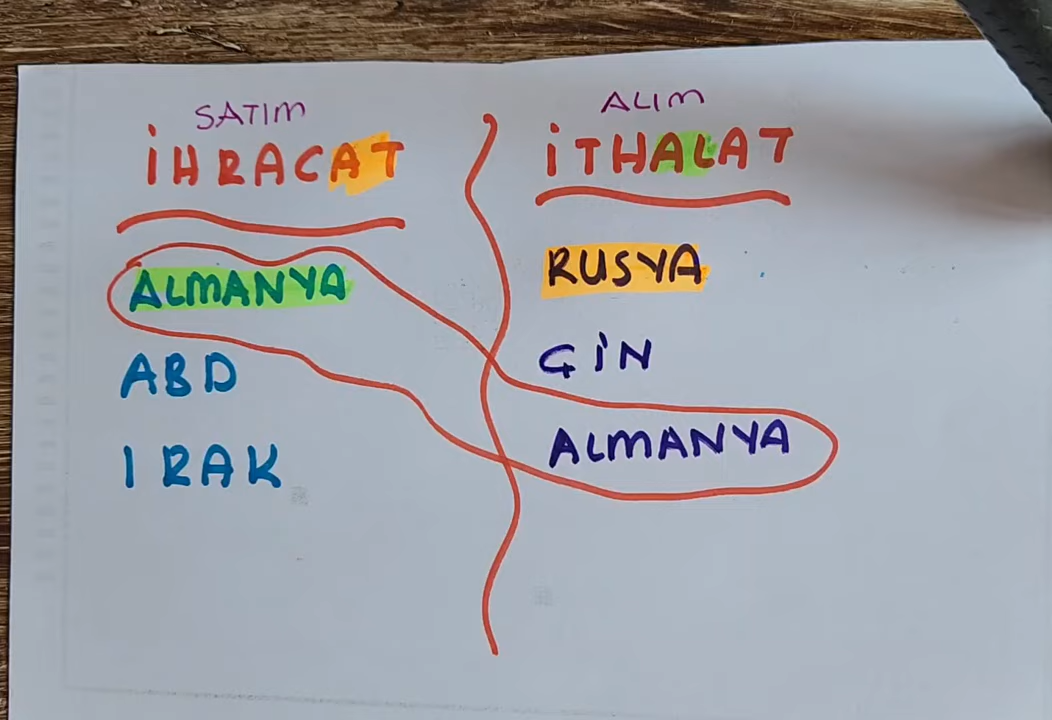 SATIM
İHRACAT
ALMANYA
ABD
IRAK
ALIM
İTHALAT
RUSYA
ÇİN
ALMANYA